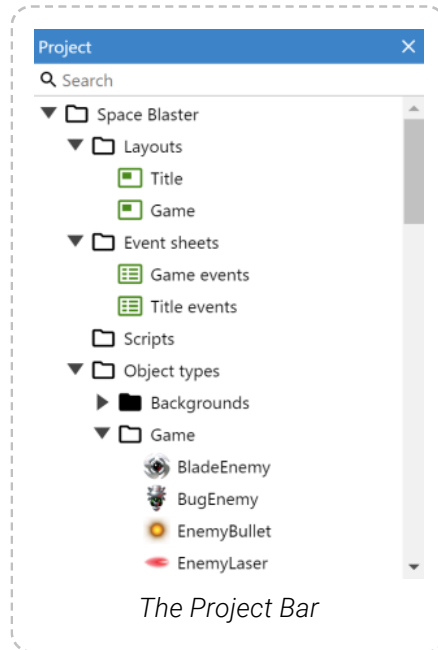 Project
Search
Space Blaster
Layouts
Title
Game
Event sheets
Game events
Title events
Scripts
Object types
Backgrounds
Game
BladeEnemy
BugEnemy
EnemyBullet
EnemyLaser
The Project Bar